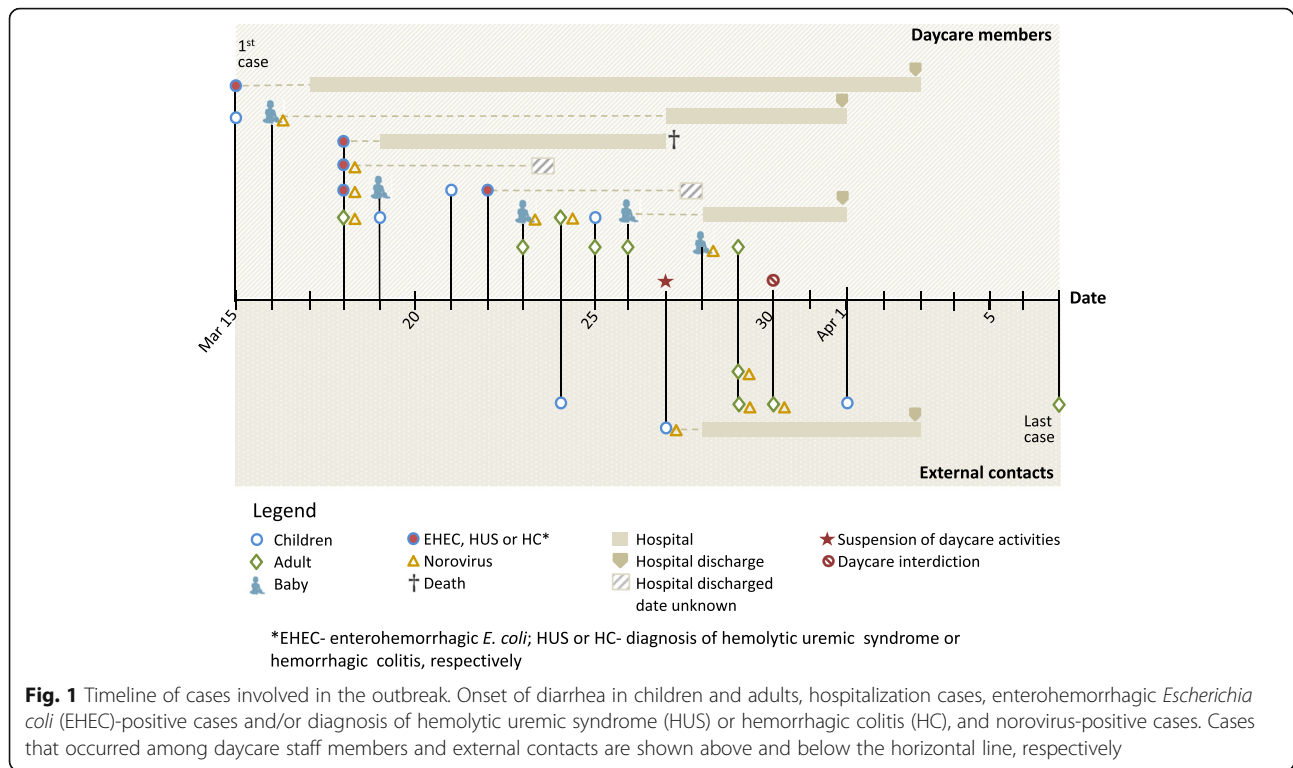 Daycare members
1st
case
Date
Mar 15
20
25
30
Apr 1
5
Last
case
External contacts
Legend
Children
EHEC, HUS or HC*
Hospital
Suspension of daycare activities
Adult
Norovirus
Hospital discharge
Daycare interdiction
Baby
Death
Hospital discharged
date unknown
*EHEC- enterohemorrhagic E. coli; HUS or HC- diagnosis of hemolytic uremic syndrome or
hemorrhagic colitis, respectively
Fig. 1 Timeline of cases involved in the outbreak. Onset of diarrhea in children and adults, hospitalization cases, enterohemorrhagic Escherichia
coli (EHEC)-positive cases and/or diagnosis of hemolytic uremic syndrome (HUS) or hemorrhagic colitis (HC), and norovirus-positive cases. Cases
that occurred among daycare staff members and external contacts are shown above and below the horizontal line, respectively